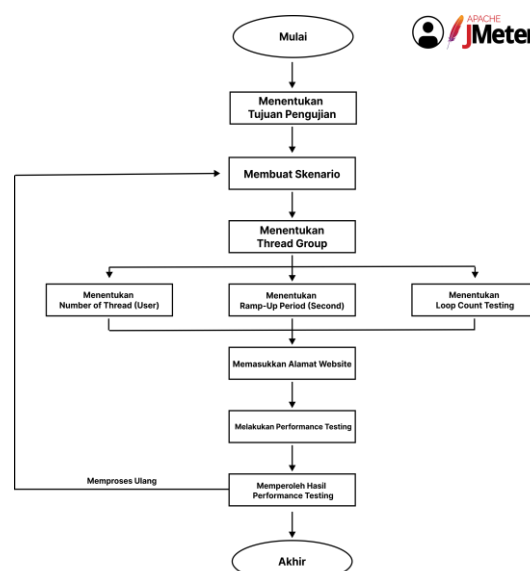 Mulai
APACHE
JMeter
Menentukan
Tujuan Pengujian
Membuat Skenario
Menentukan
Thread Group
Menentukan
Number of Thread (User)
Menentukan
Ramp-Up Period (Second)
Menentukan
Loop Count Testing
Memasukkan Alamat Website
Melakukan Performance Testing
Memproses Ulang
Memperoleh Hasil
Performance Testing
Akhir